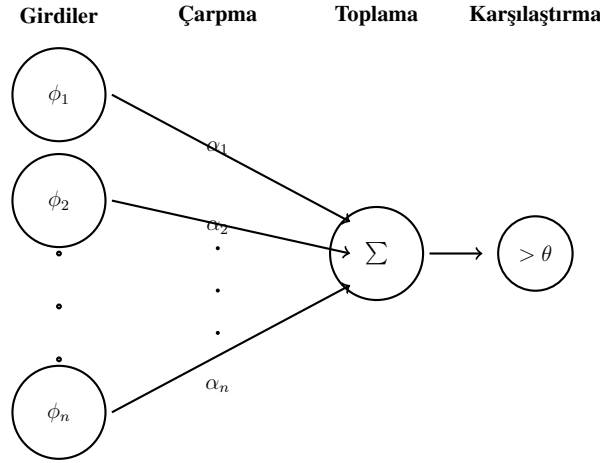 Girdiler Çarpma Toplama Karşılaştırma
ϕ₁
α₁
ϕ₂
α₂
∑
> θ
αₙ
ϕₙ